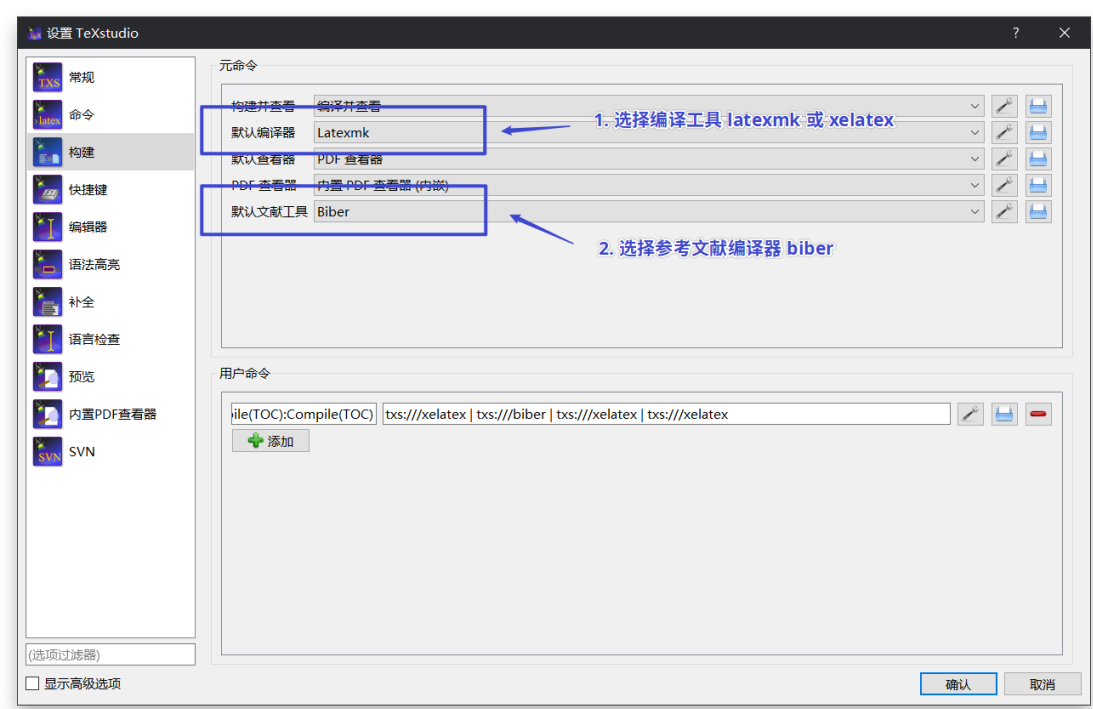 设置 TeXstudio
常规
命令
构建
快捷键
编辑器
语法高亮
补全
语言检查
预览
内置PDF查看器
SVN
(选项过滤器)
显示高级选项
元命令
构建并查看 编译并查看
默认编译器 Latexmk
默认查看器 PDF 查看器
PDF 查看器 内置 PDF 查看器 (内嵌)
默认文献工具 Biber
1. 选择编译工具 latexmk 或 xelatex
2. 选择参考文献编译器 biber
用户命令
ile(TOC):Compile(TOC) txs:///xelatex | txs:///biber | txs:///xelatex | txs:///xelatex
添加
确认 取消